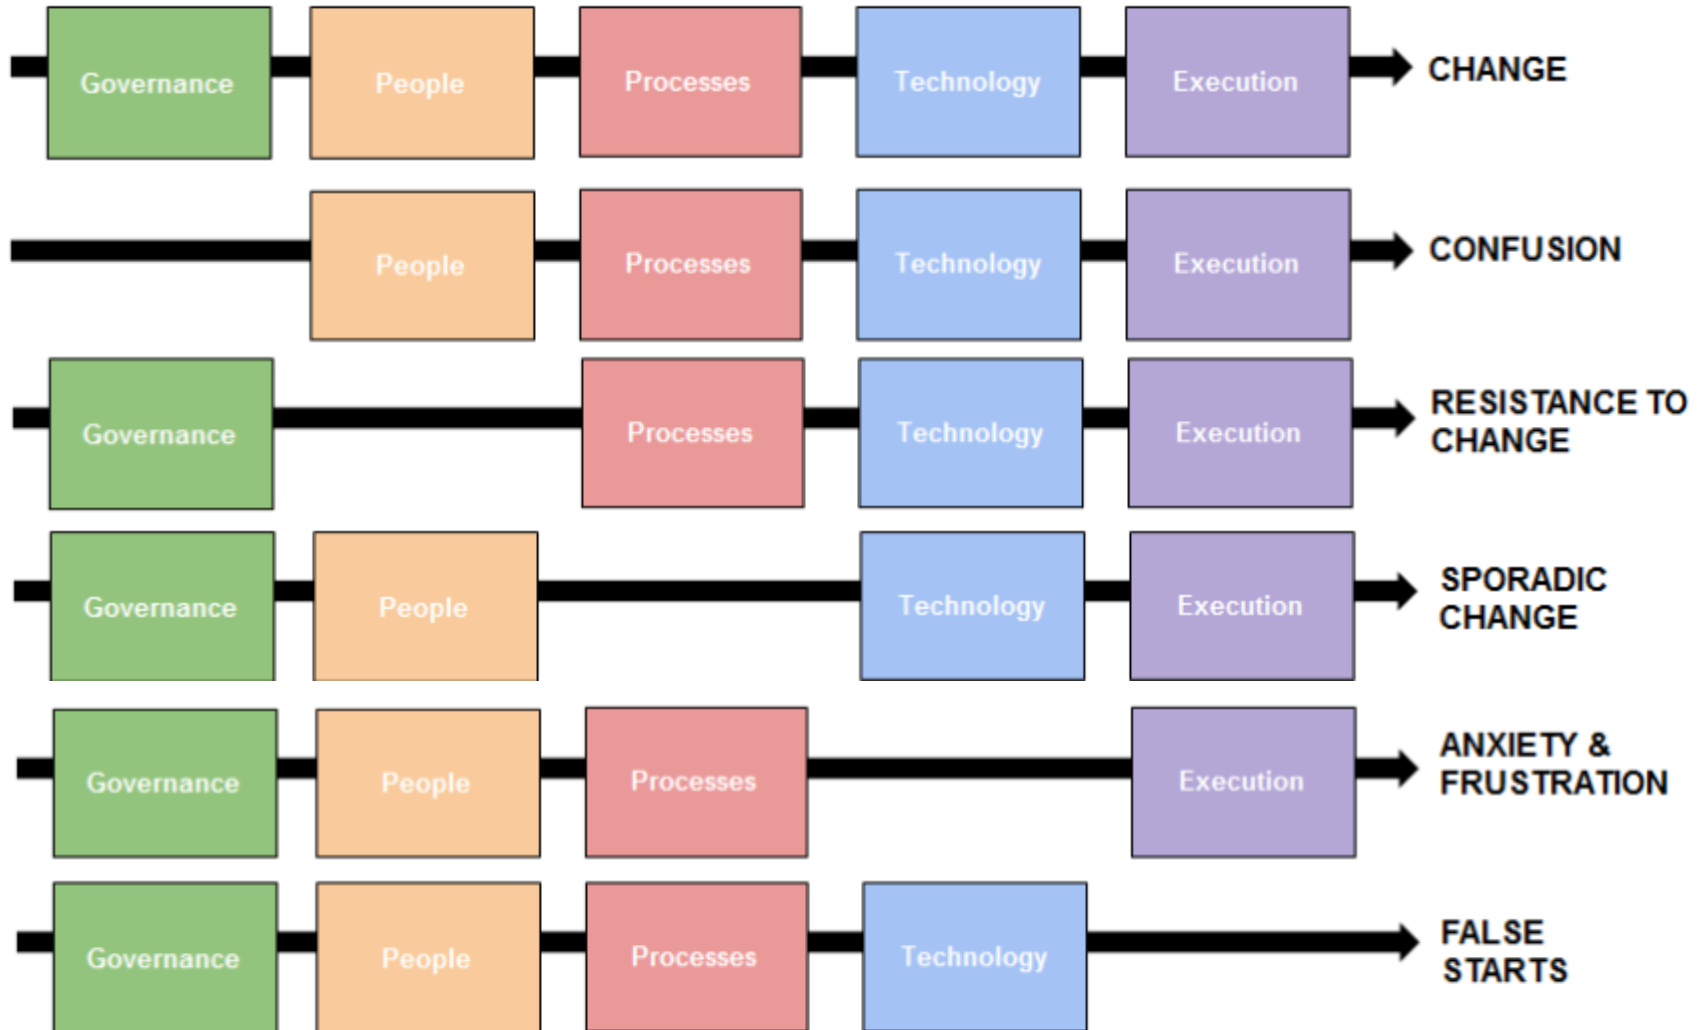 Governance People Processes Technology Execution CHANGE
People Processes Technology Execution CONFUSION
Governance Processes Technology Execution RESISTANCE TO
CHANGE
Governance People Technology Execution SPORADIC
CHANGE
Governance People Processes Execution ANXIETY &
FRUSTRATION
Governance People Processes Technology FALSE
STARTS